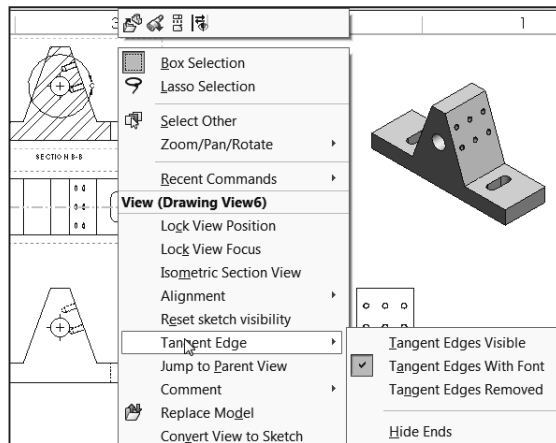 3
1
Box Selection
Lasso Selection
Select Other
Zoom/Pan/Rotate
SECTION B-B
Recent Commands
View (Drawing View6)
Lock View Position
Lock View Focus
Isometric Section View
Alignment
Reset sketch visibility
Tangent Edge
Tangent Edges Visible
Jump to Parent View
Tangent Edges With Font
Comment
Tangent Edges Removed
Replace Model
Hide Ends
Convert View to Sketch